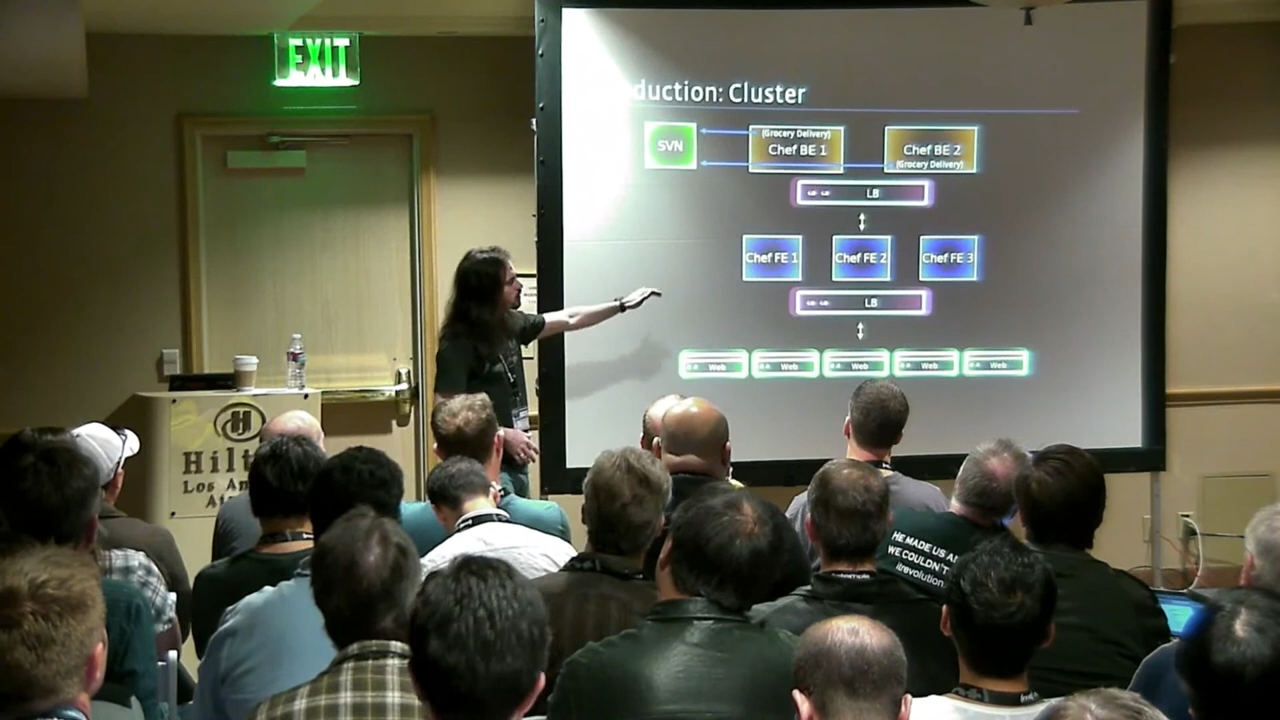 EXIT
duction: Cluster
SVN
(Grocery Delivery)
Chef BE 1
Chef BE 2
(Grocery Delivery)
LB
Chef FE 1
Chef FE 2
Chef FE 3
LB
Web
Web
Web
Web
Web
Hilt
Los An
Ai
HE MADE US A
WE COULDN'T
itrevolution